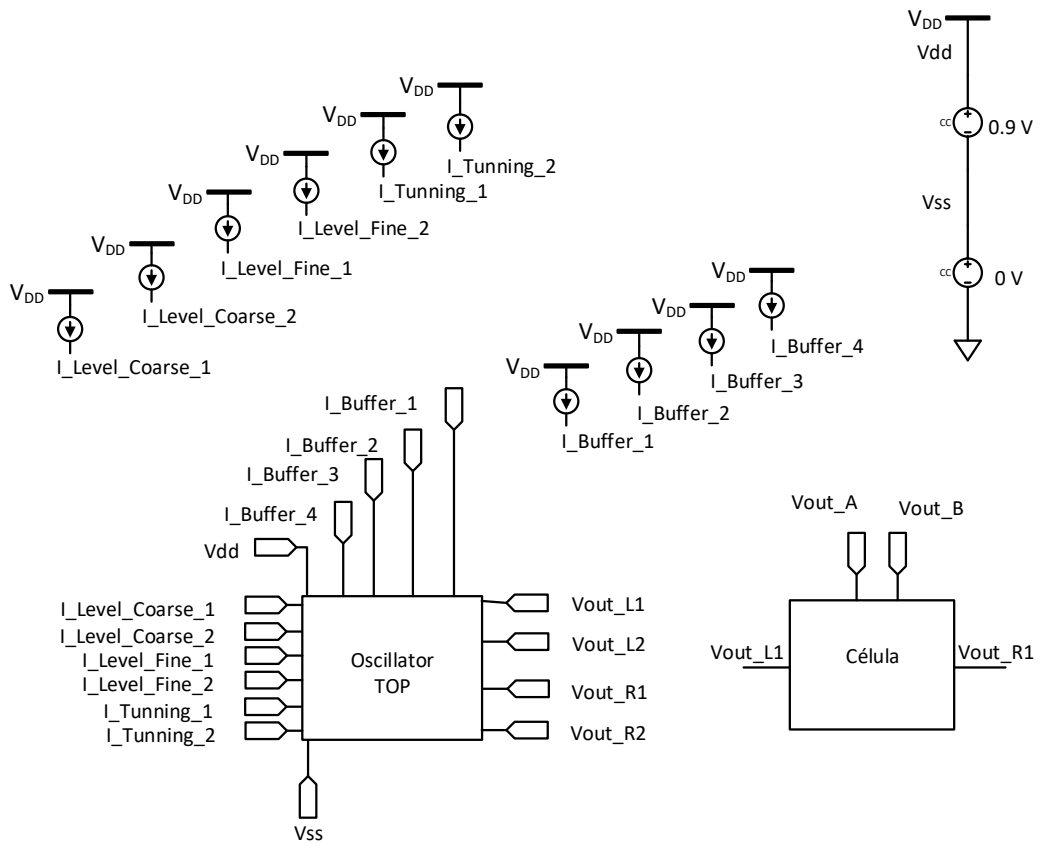 VDD
Vdd
cc
0.9 V
Vss
cc
0 V
VDD
I_Tunning_2
VDD
I_Tunning_1
VDD
I_Level_Fine_2
VDD
I_Level_Fine_1
VDD
I_Level_Coarse_2
VDD
I_Level_Coarse_1
VDD
I_Buffer_4
VDD
I_Buffer_3
VDD
I_Buffer_2
VDD
I_Buffer_1
I_Buffer_1
I_Buffer_2
I_Buffer_3
I_Buffer_4
Vdd
I_Level_Coarse_1
I_Level_Coarse_2
I_Level_Fine_1
I_Level_Fine_2
I_Tunning_1
I_Tunning_2
Oscillator
TOP
Vout_L1
Vout_L2
Vout_R1
Vout_R2
Vss
Vout_A
Vout_B
Vout_L1
Célula
Vout_R1